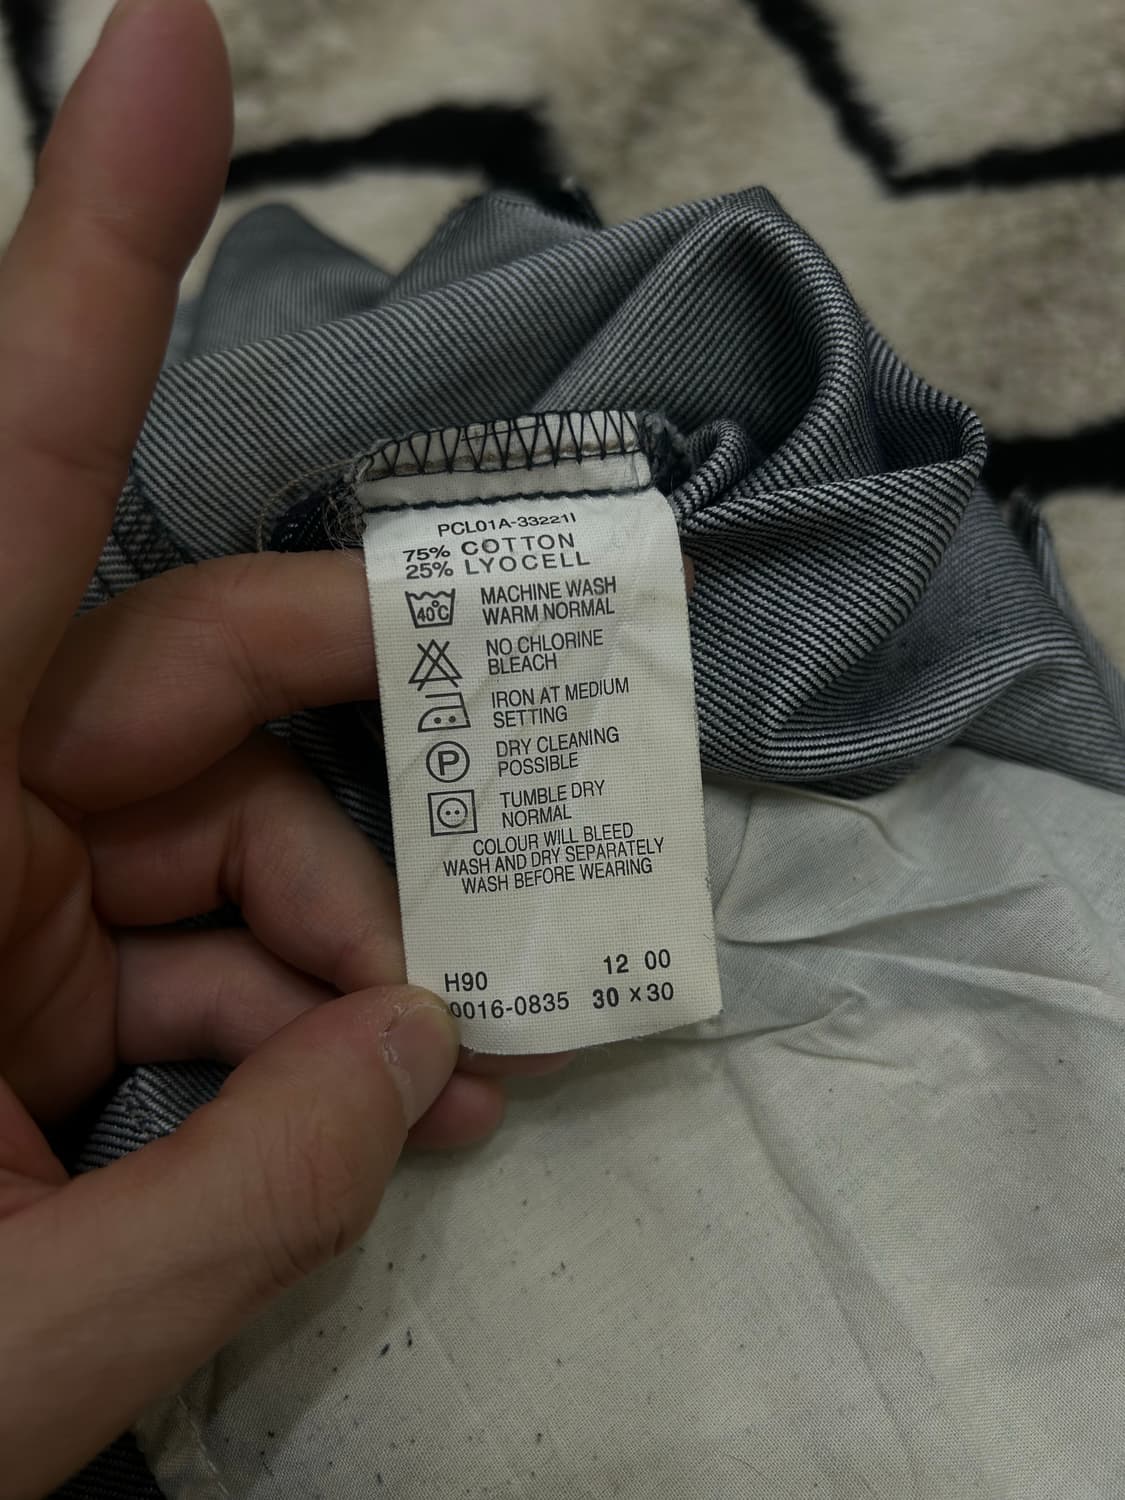 PCL01A-33221I
75% COTTON
25% LYOCELL
40°C MACHINE WASH
WARM NORMAL
NO CHLORINE
BLEACH
IRON AT MEDIUM
SETTING
P DRY CLEANING
POSSIBLE
TUMBLE DRY
NORMAL
COLOUR WILL BLEED
WASH AND DRY SEPARATELY
WASH BEFORE WEARING
H90 12 00
0016-0835 30 X 30